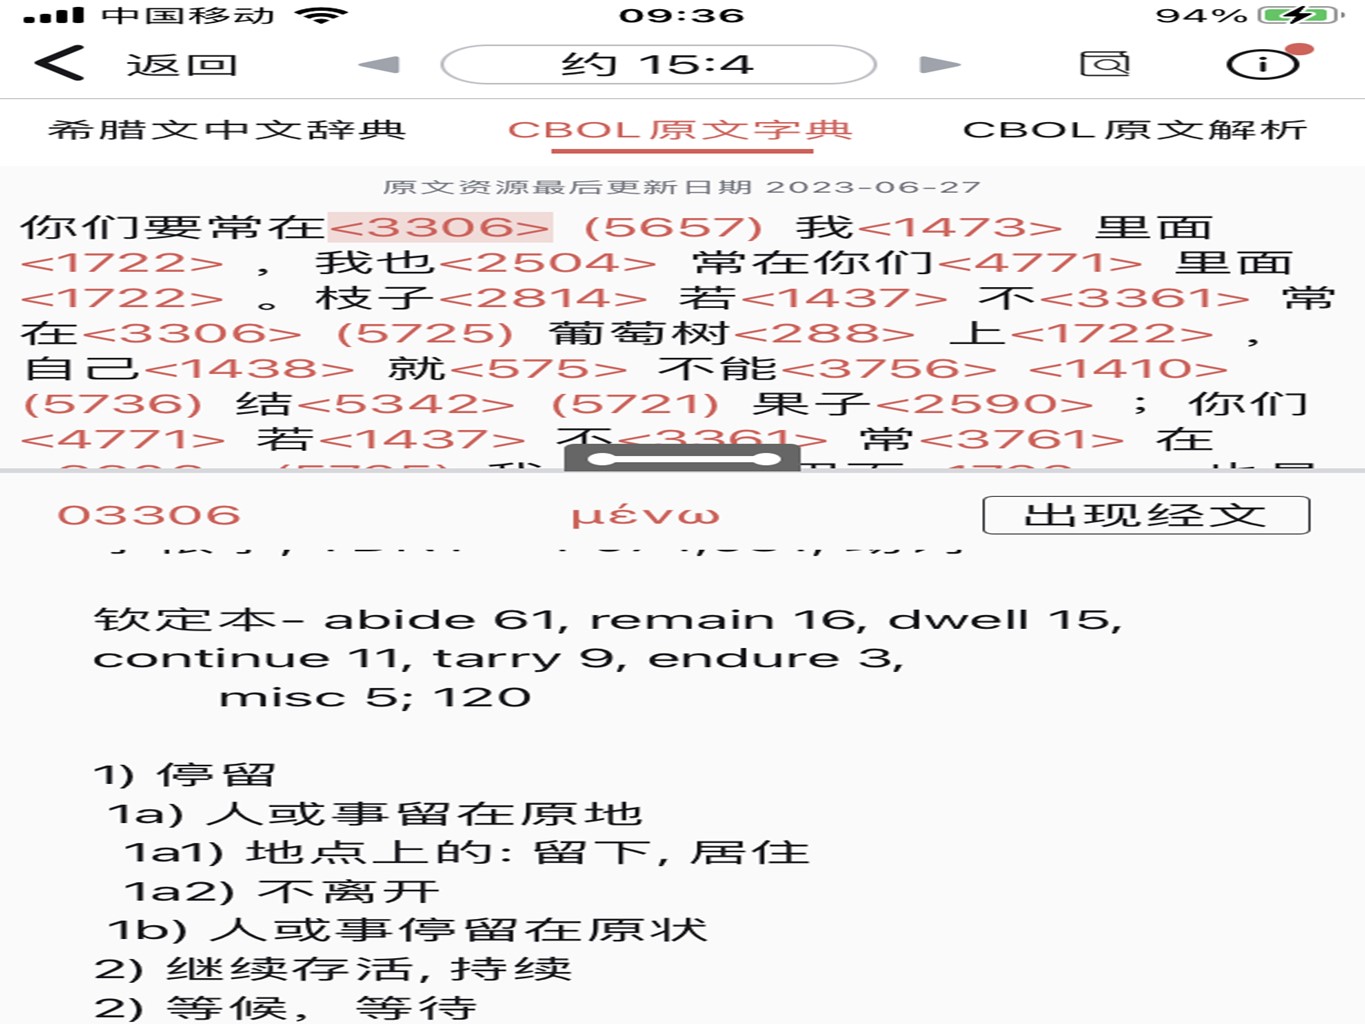 中国移动 09:36 94%
返回 约 15:4
希腊文中文辞典 CBOL原文字典 CBOL原文解析
原文资源最后更新日期 2023-06-27
你们要常在<3306> (5657) 我<1473> 里面
<1722> ，我也<2504> 常在你们<4771> 里面
<1722> 。枝子<2814> 若<1437> 不<3361> 常
在<3306> (5725) 葡萄树<288> 上<1722> ，
自己<1438> 就<575> 不能<3756> <1410>
(5736) 结<5342> (5721) 果子<2590> ；你们
<4771> 若<1437> 不<3361> 常<3761> 在
03306 μένω 出现经文
钦定本- abide 61, remain 16, dwell 15,
continue 11, tarry 9, endure 3,
misc 5; 120
1) 停留
1a) 人或事留在原地
1a1) 地点上的: 留下, 居住
1a2) 不离开
1b) 人或事停留在原状
2) 继续存活, 持续
2) 等候， 等待